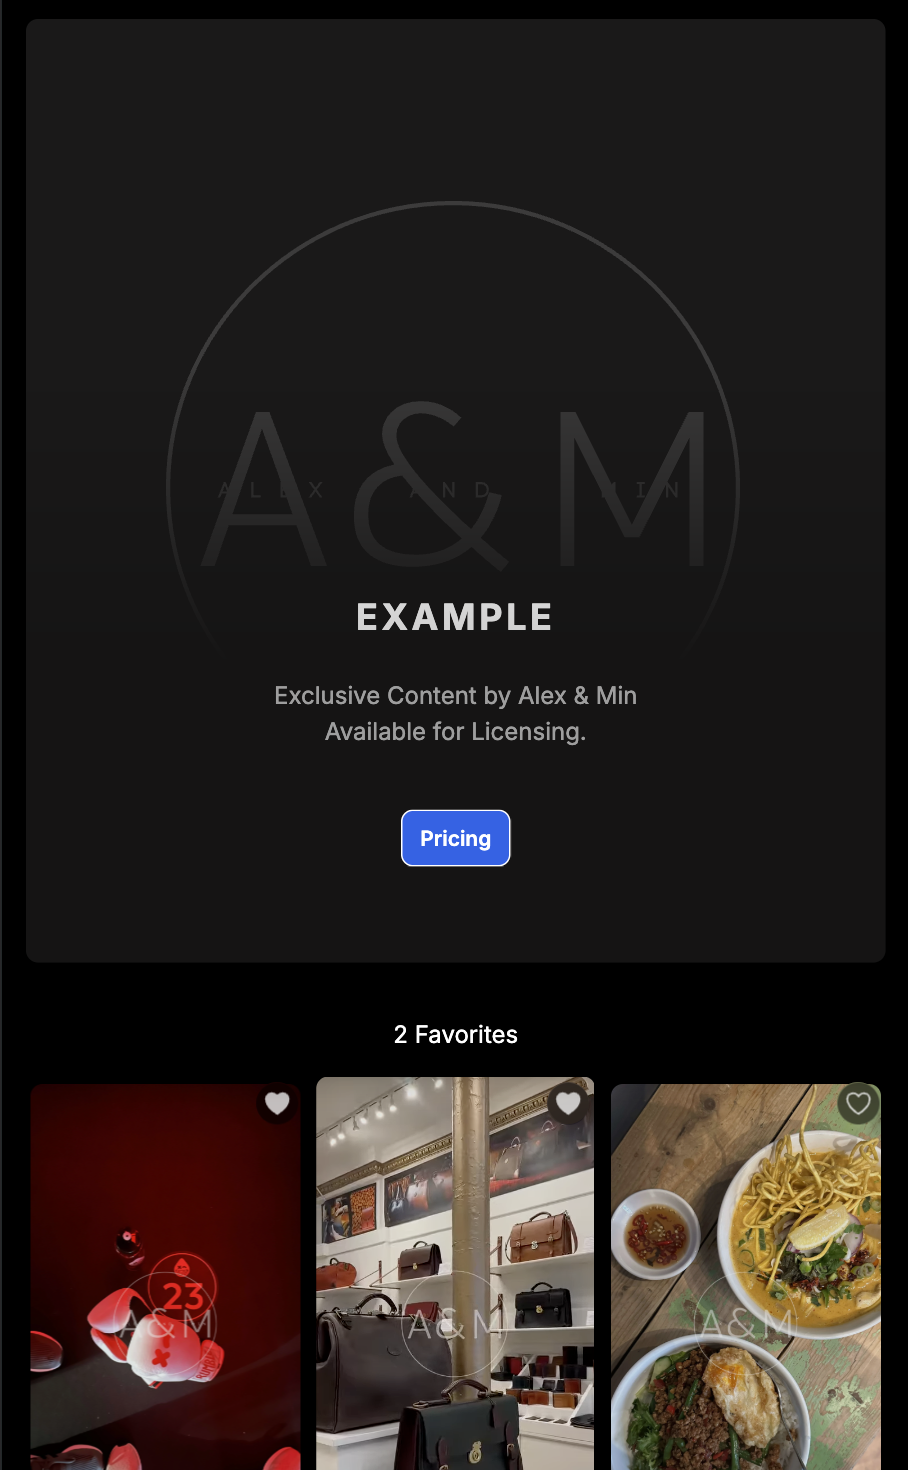 A & M
ALEX AND MIN
EXAMPLE
Exclusive Content by Alex & Min
Available for Licensing.
Pricing
2 Favorites
23
A&M
A&M
A&M